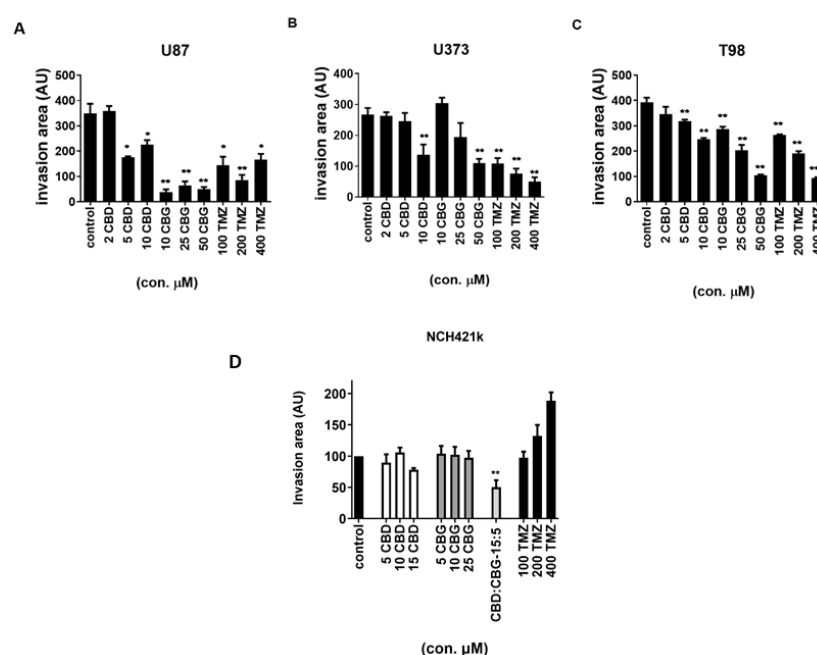 A
U87
invasion area (AU)
500
400
300
200
100
0
* * ** ** ** * ** *
control
2 CBD
5 CBD
10 CBD
10 CBG
25 CBG
50 CBG
100 TMZ
200 TMZ
400 TMZ
(con. μM)
B
U373
invasion area (AU)
400
300
200
100
0
** ** ** ** **
control
2 CBD
5 CBD
10 CBD
10 CBG
25 CBG
50 CBG
100 TMZ
200 TMZ
400 TMZ
(con. μM)
C
T98
invasion area (AU)
500
400
300
200
100
0
** ** ** ** ** ** ** **
control
2 CBD
5 CBD
10 CBD
10 CBG
25 CBG
50 CBG
100 TMZ
200 TMZ
400 TMZ
(con. μM)
D
NCH421k
Invasion area (AU)
200
150
100
50
0
**
control
5 CBD
10 CBD
15 CBD
5 CBG
10 CBG
25 CBG
CBD:CBG-15:5
100 TMZ
200 TMZ
400 TMZ
(con. μM)